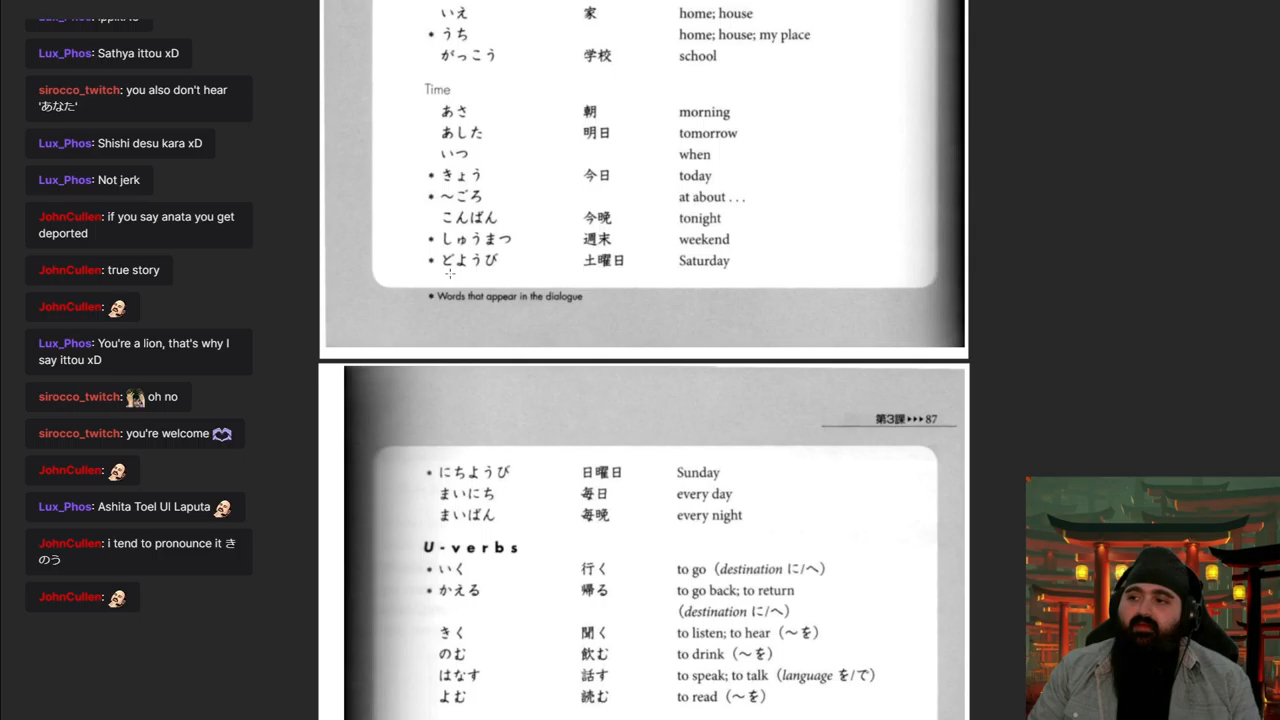 Lux_Phos: Sathya ittou xD
sirocco_twitch: you also don't hear
'あなた'
Lux_Phos: Shishi desu kara xD
Lux_Phos: Not jerk
JohnCullen: if you say anata you get
deported
JohnCullen: true story
JohnCullen:
Lux_Phos: You're a lion, that's why I
say ittou xD
sirocco_twitch: oh no
sirocco_twitch: you're welcome
JohnCullen:
Lux_Phos: Ashita Toel Ul Laputa
JohnCullen: i tend to pronounce it き
のう
JohnCullen:
いえ 家 home; house
• うち home; house; my place
がっこう 学校 school
Time
あさ 朝 morning
あした 明日 tomorrow
いつ when
• きょう 今日 today
• ～ごろ at about . . .
こんばん 今晩 tonight
• しゅうまつ 週末 weekend
• どようび 土曜日 Saturday
• Words that appear in the dialogue
第3課▸▸▸87
• にちようび 日曜日 Sunday
まいにち 毎日 every day
まいばん 毎晩 every night
U-verbs
• いく 行く to go (destination に/へ)
• かえる 帰る to go back; to return
(destination に/へ)
きく 聞く to listen; to hear (～を)
のむ 飲む to drink (～を)
はなす 話す to speak; to talk (language を/で)
よむ 読む to read (～を)